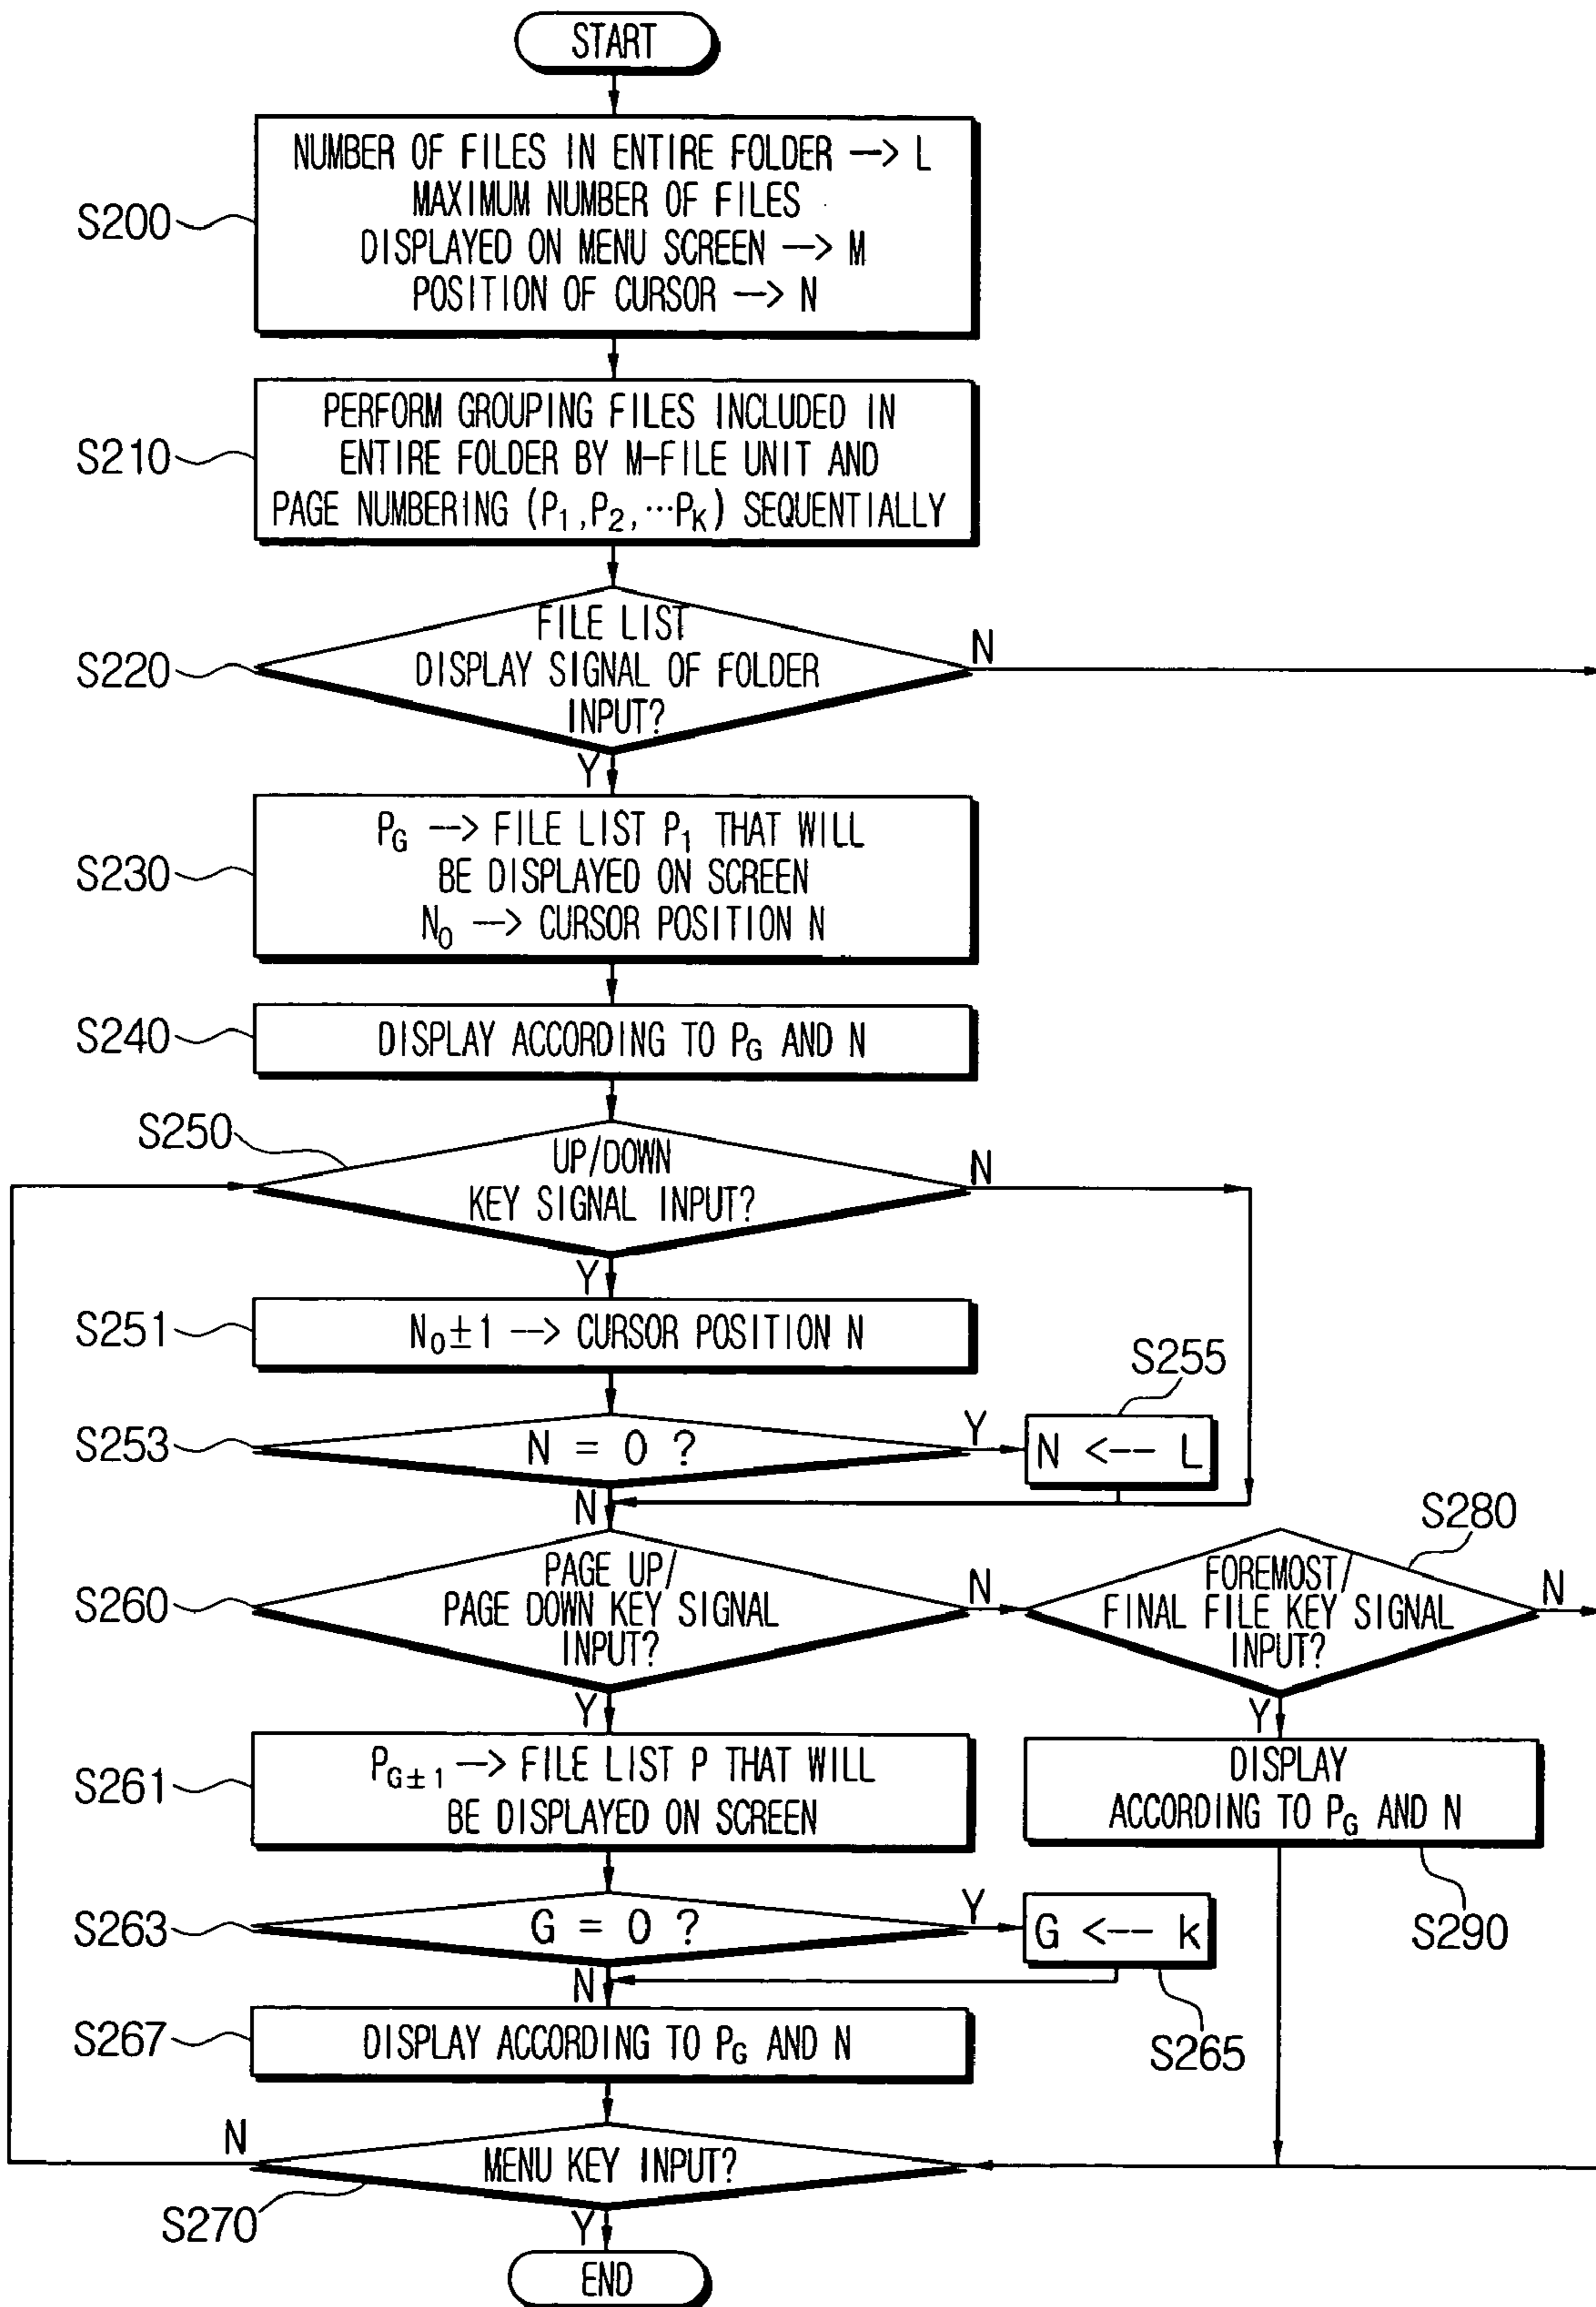 START
S200
NUMBER OF FILES IN ENTIRE FOLDER --> L
MAXIMUM NUMBER OF FILES
DISPLAYED ON MENU SCREEN --> M
POSITION OF CURSOR --> N
S210
PERFORM GROUPING FILES INCLUDED IN
ENTIRE FOLDER BY M-FILE UNIT AND
PAGE NUMBERING (P₁,P₂,···P_K) SEQUENTIALLY
S220
FILE LIST
DISPLAY SIGNAL OF FOLDER
INPUT?
N
Y
S230
P_G --> FILE LIST P₁ THAT WILL
BE DISPLAYED ON SCREEN
N₀ --> CURSOR POSITION N
S240
DISPLAY ACCORDING TO P_G AND N
S250
UP/DOWN
KEY SIGNAL INPUT?
N
Y
S251
N₀±1 --> CURSOR POSITION N
S255
S253
N = 0 ?
Y
N <-- L
N
S280
S260
PAGE UP/
PAGE DOWN KEY SIGNAL
INPUT?
N
FOREMOST/
FINAL FILE KEY SIGNAL
INPUT?
N
Y
Y
S261
P_G±1 --> FILE LIST P THAT WILL
BE DISPLAYED ON SCREEN
DISPLAY
ACCORDING TO P_G AND N
S290
S263
G = 0 ?
Y
G <-- k
N
S265
S267
DISPLAY ACCORDING TO P_G AND N
N
MENU KEY INPUT?
S270
Y
END